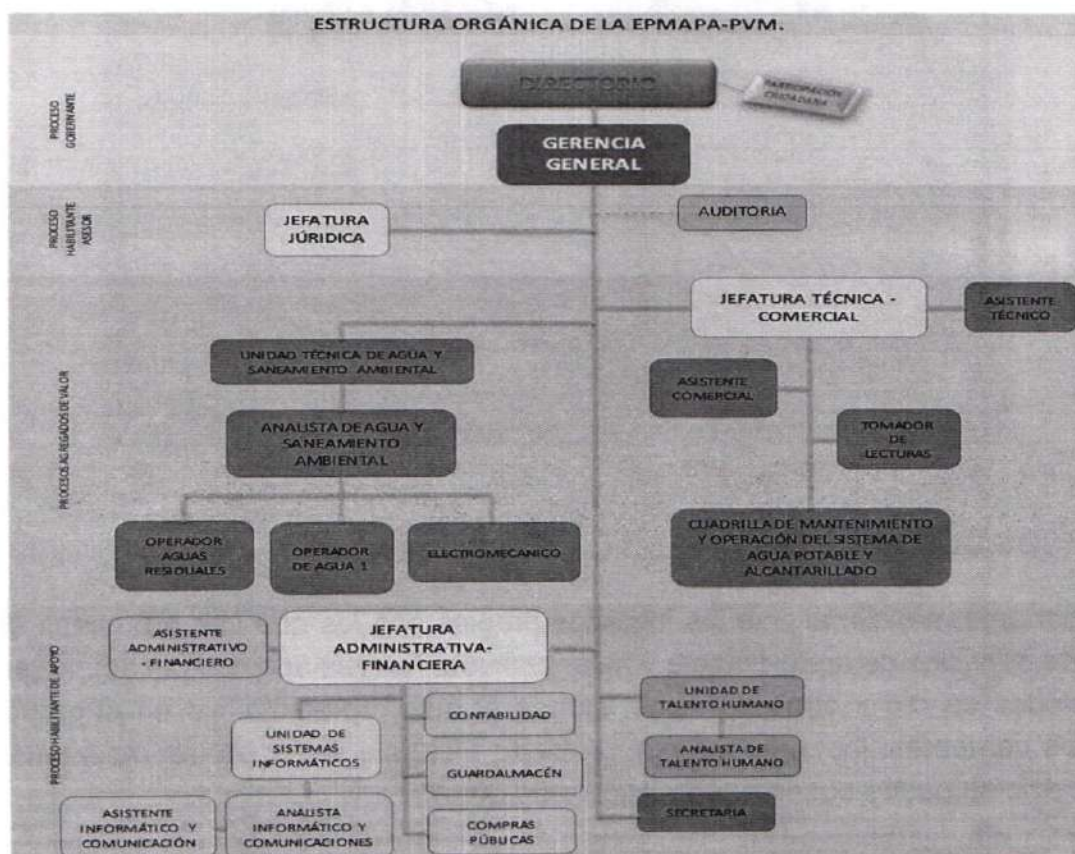 ESTRUCTURA ORGÁNICA DE LA EPMAPA-PVM.
PROCESO
GOBERNANTE
DIRECTORIO
PARTICIPACIÓN
CIUDADANA
GERENCIA
GENERAL
PROCESO
HABILITANTE
ASESOR
JEFATURA
JÚRIDICA
AUDITORIA
PROCESOS AGREGADOS DE VALOR
JEFATURA TÉCNICA -
COMERCIAL
ASISTENTE
TÉCNICO
UNIDAD TÉCNICA DE AGUA Y
SANEAMIENTO AMBIENTAL
ASISTENTE
COMERCIAL
ANALISTA DE AGUA Y
SANEAMIENTO
AMBIENTAL
TOMADOR
DE
LECTURAS
OPERADOR
AGUAS
RESIDUALES
OPERADOR
DE AGUA 1
ELECTROMECANICO
CUADRILLA DE MANTENIMIENTO
Y OPERACIÓN DEL SISTEMA DE
AGUA POTABLE Y
ALCANTARILLADO
PROCESO HABILITANTE DE APOYO
ASISTENTE
ADMINISTRATIVO
- FINANCIERO
JEFATURA
ADMINISTRATIVA-
FINANCIERA
UNIDAD DE
TALENTO HUMANO
CONTABILIDAD
UNIDAD DE
SISTEMAS
INFORMÁTICOS
ANALISTA DE
TALENTO HUMANO
GUARDALMACÉN
SECRETARIA
ASISTENTE
INFORMÁTICO Y
COMUNICACIÓN
ANALISTA
INFORMÁTICO Y
COMUNICACIONES
COMPRAS
PÚBLICAS